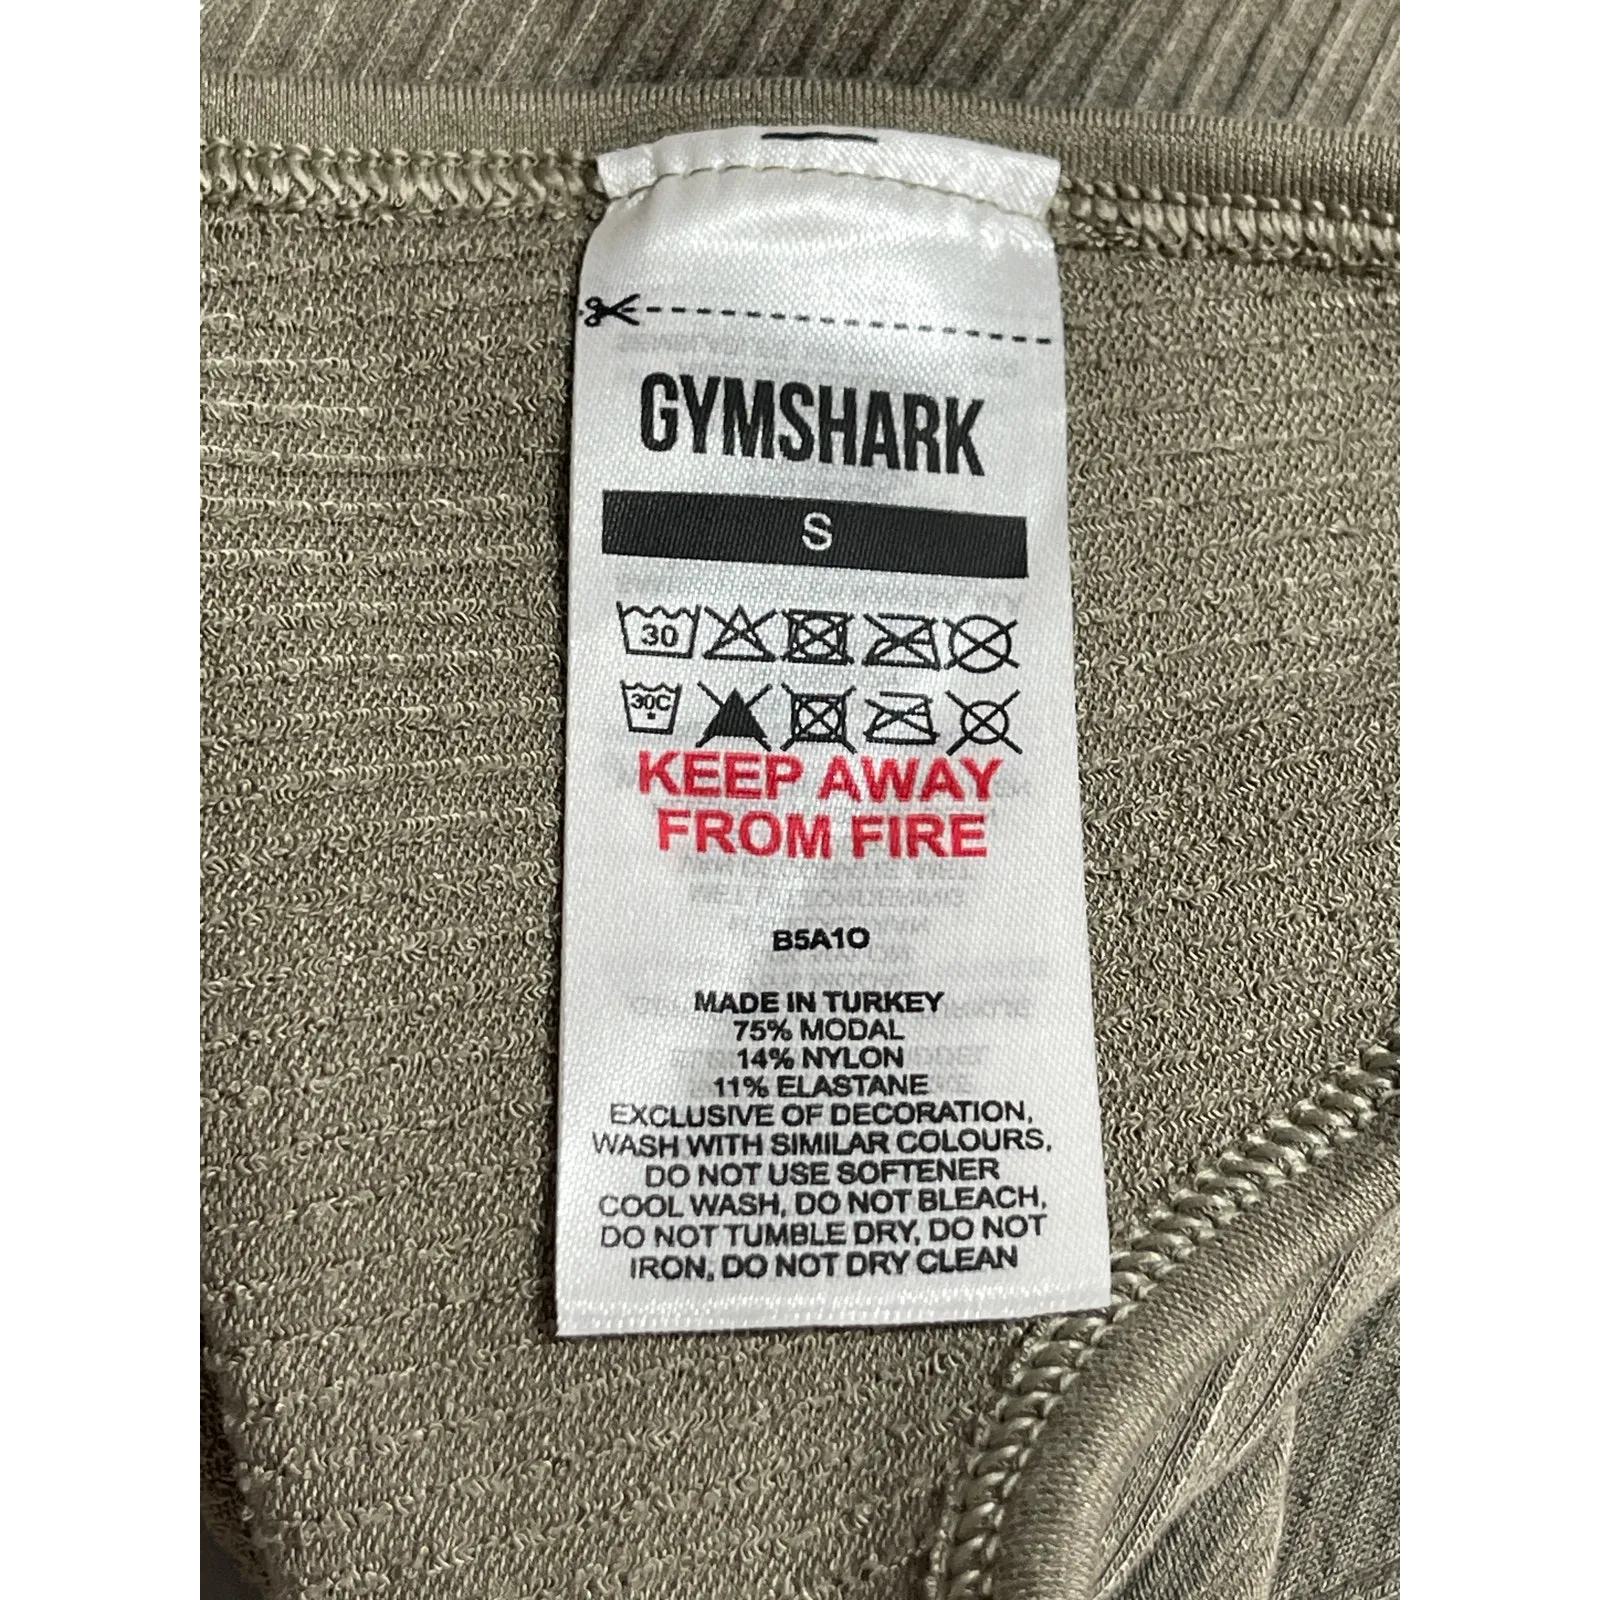 GYMSHARK
S
30
30C
KEEP AWAY
FROM FIRE
B5A1O
MADE IN TURKEY
75% MODAL
14% NYLON
11% ELASTANE
EXCLUSIVE OF DECORATION,
WASH WITH SIMILAR COLOURS,
DO NOT USE SOFTENER
COOL WASH, DO NOT BLEACH,
DO NOT TUMBLE DRY, DO NOT
IRON, DO NOT DRY CLEAN